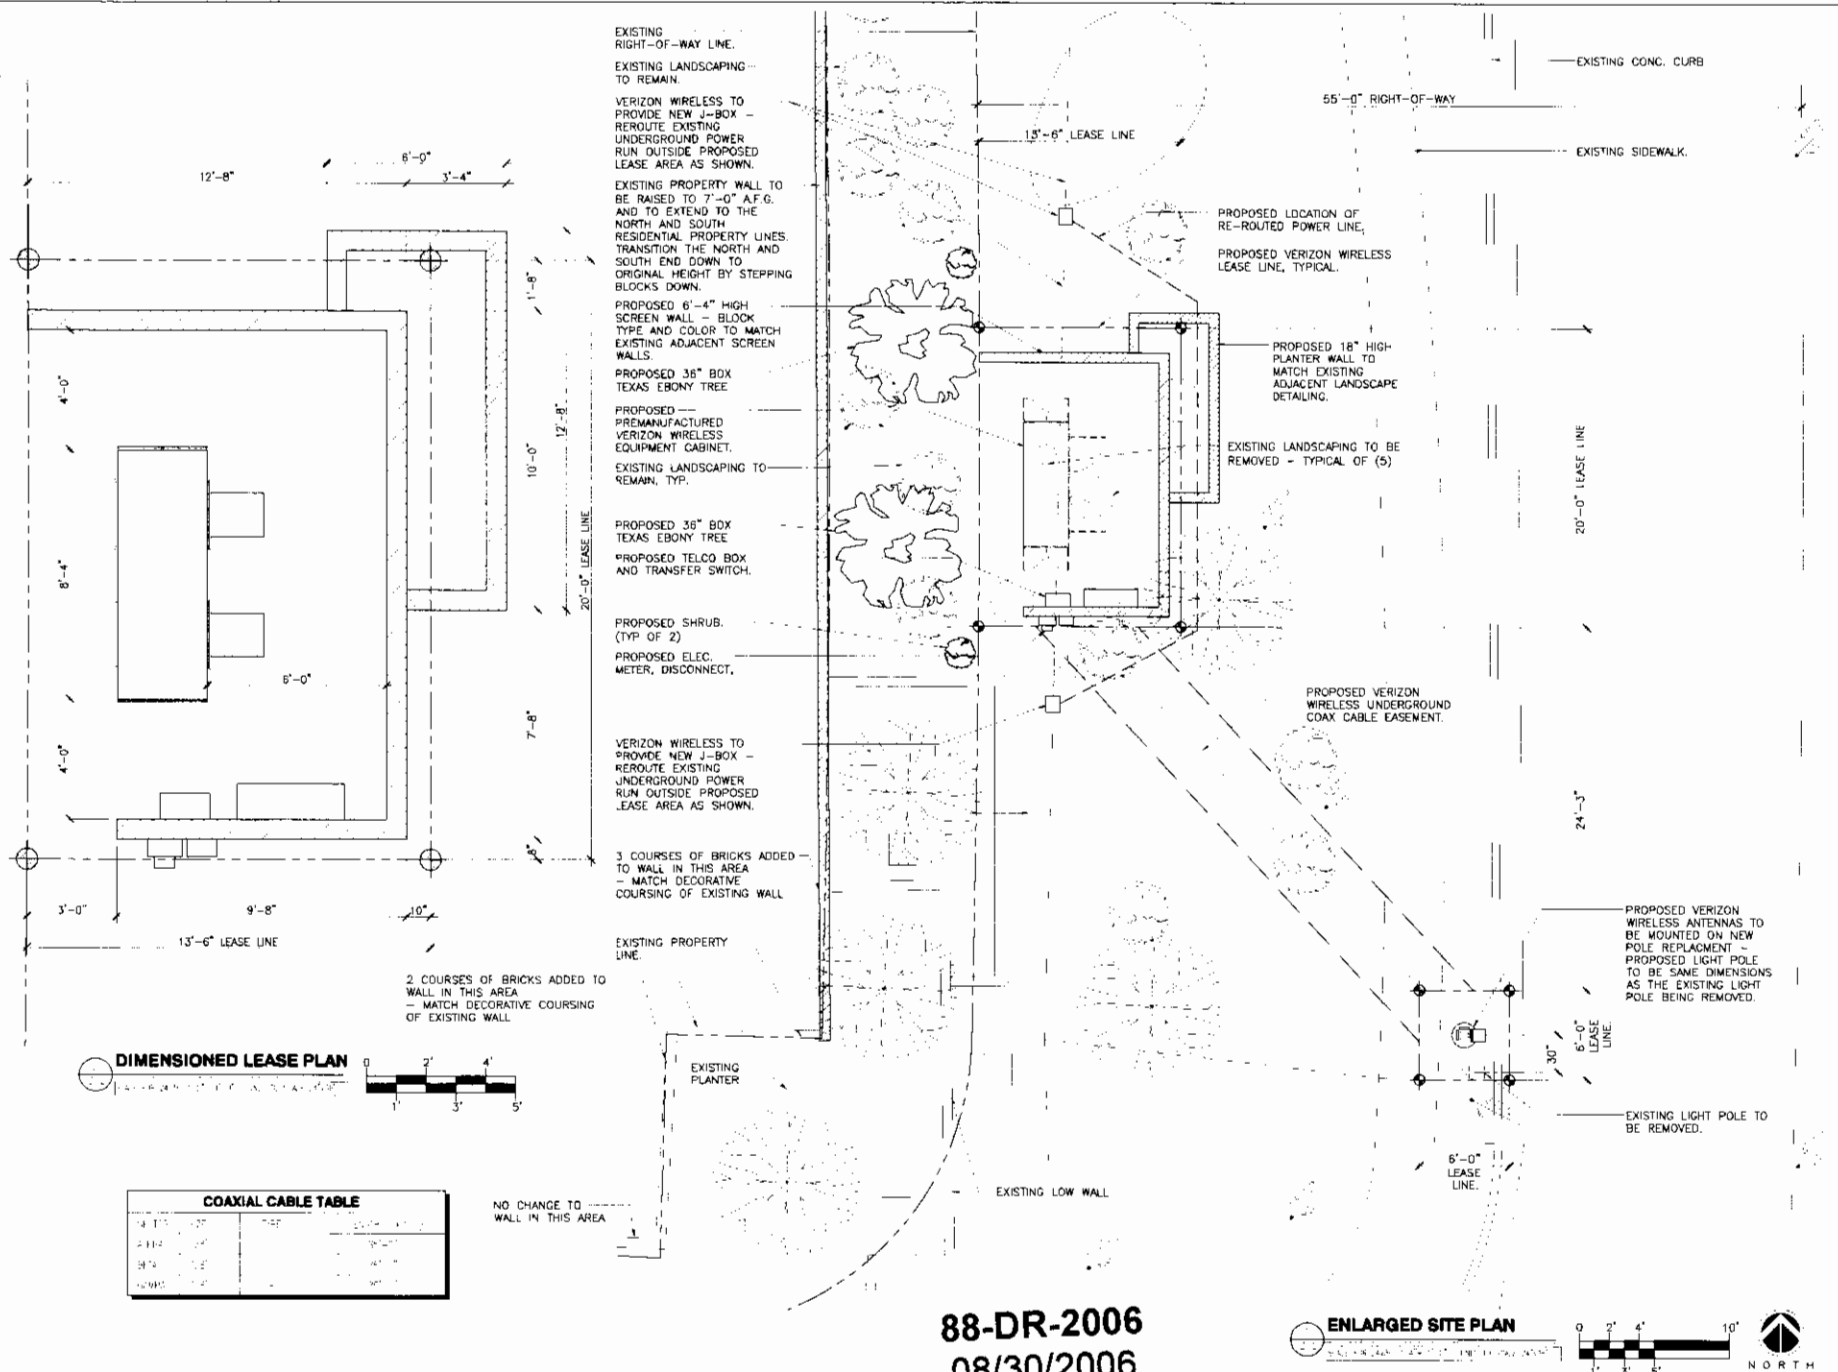 EXISTING
RIGHT-OF-WAY LINE.
EXISTING LANDSCAPING
TO REMAIN.
VERIZON WIRELESS TO
PROVIDE NEW J-BOX -
REROUTE EXISTING
UNDERGROUND POWER
RUN OUTSIDE PROPOSED
LEASE AREA AS SHOWN.
EXISTING PROPERTY WALL TO
BE RAISED TO 7'-0" A.F.G.
AND TO EXTEND TO THE
NORTH AND SOUTH
RESIDENTIAL PROPERTY LINES.
TRANSITION THE NORTH AND
SOUTH END DOWN TO
ORIGINAL HEIGHT BY STEPPING
BLOCKS DOWN.
PROPOSED 6'-4" HIGH
SCREEN WALL - BLOCK
TYPE AND COLOR TO MATCH
EXISTING ADJACENT SCREEN
WALLS.
PROPOSED 36" BOX
TEXAS EBONY TREE
PROPOSED
PREMANUFACTURED
VERIZON WIRELESS
EQUIPMENT CABINET.
EXISTING LANDSCAPING TO
REMAIN, TYP.
PROPOSED 36" BOX
TEXAS EBONY TREE
PROPOSED TELCO BOX
AND TRANSFER SWITCH.
PROPOSED SHRUB.
(TYP OF 2)
PROPOSED ELEC.
METER, DISCONNECT,
VERIZON WIRELESS TO
PROVIDE NEW J-BOX -
REROUTE EXISTING
UNDERGROUND POWER
RUN OUTSIDE PROPOSED
LEASE AREA AS SHOWN.
3 COURSES OF BRICKS ADDED
TO WALL IN THIS AREA
- MATCH DECORATIVE
COURSING OF EXISTING WALL
EXISTING PROPERTY
LINE.
2 COURSES OF BRICKS ADDED TO
WALL IN THIS AREA
- MATCH DECORATIVE COURSING
OF EXISTING WALL
EXISTING
PLANTER
NO CHANGE TO
WALL IN THIS AREA
EXISTING LOW WALL
6'-0"
12'-8"
3'-4"
1'-8"
4'-0"
12'-8"
10'-0"
8'-4"
20'-0" LEASE LINE
6'-0"
7'-8"
4'-0"
8"
3'-0"
9'-8"
10"
13'-6" LEASE LINE
DIMENSIONED LEASE PLAN
0 2' 4'
1' 3' 5'
COAXIAL CABLE TABLE
EXISTING CONC. CURB
55'-0" RIGHT-OF-WAY
13'-6" LEASE LINE
EXISTING SIDEWALK.
PROPOSED LOCATION OF
RE-ROUTED POWER LINE,
PROPOSED VERIZON WIRELESS
LEASE LINE, TYPICAL.
PROPOSED 18" HIGH
PLANTER WALL TO
MATCH EXISTING
ADJACENT LANDSCAPE
DETAILING.
EXISTING LANDSCAPING TO BE
REMOVED - TYPICAL OF (5)
20'-0" LEASE LINE
PROPOSED VERIZON
WIRELESS UNDERGROUND
COAX CABLE EASEMENT.
24'-3"
PROPOSED VERIZON
WIRELESS ANTENNAS TO
BE MOUNTED ON NEW
POLE REPLACMENT -
PROPOSED LIGHT POLE
TO BE SAME DIMENSIONS
AS THE EXISTING LIGHT
POLE BEING REMOVED.
30"
6'-0"
LEASE
LINE.
EXISTING LIGHT POLE TO
BE REMOVED.
6'-0"
LEASE
LINE.
88-DR-2006
08/30/2006
ENLARGED SITE PLAN
0 2' 4' 10'
1' 3' 5'
NORTH